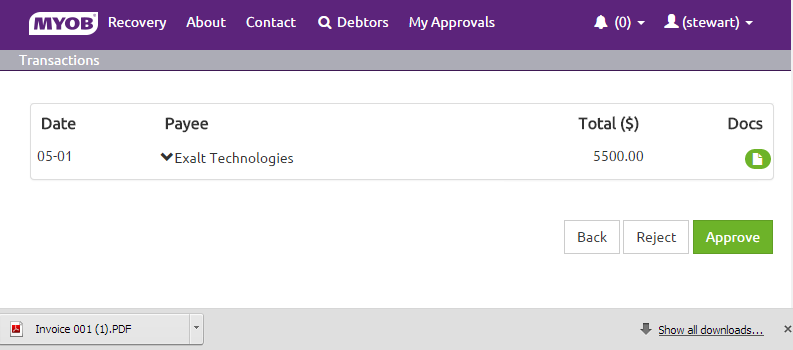 MYOB Recovery About Contact Debtors My Approvals (0) (stewart)
Transactions
Date Payee Total ($) Docs
05-01 Exalt Technologies 5500.00
Back Reject Approve
Invoice 001 (1).PDF Show all downloads...